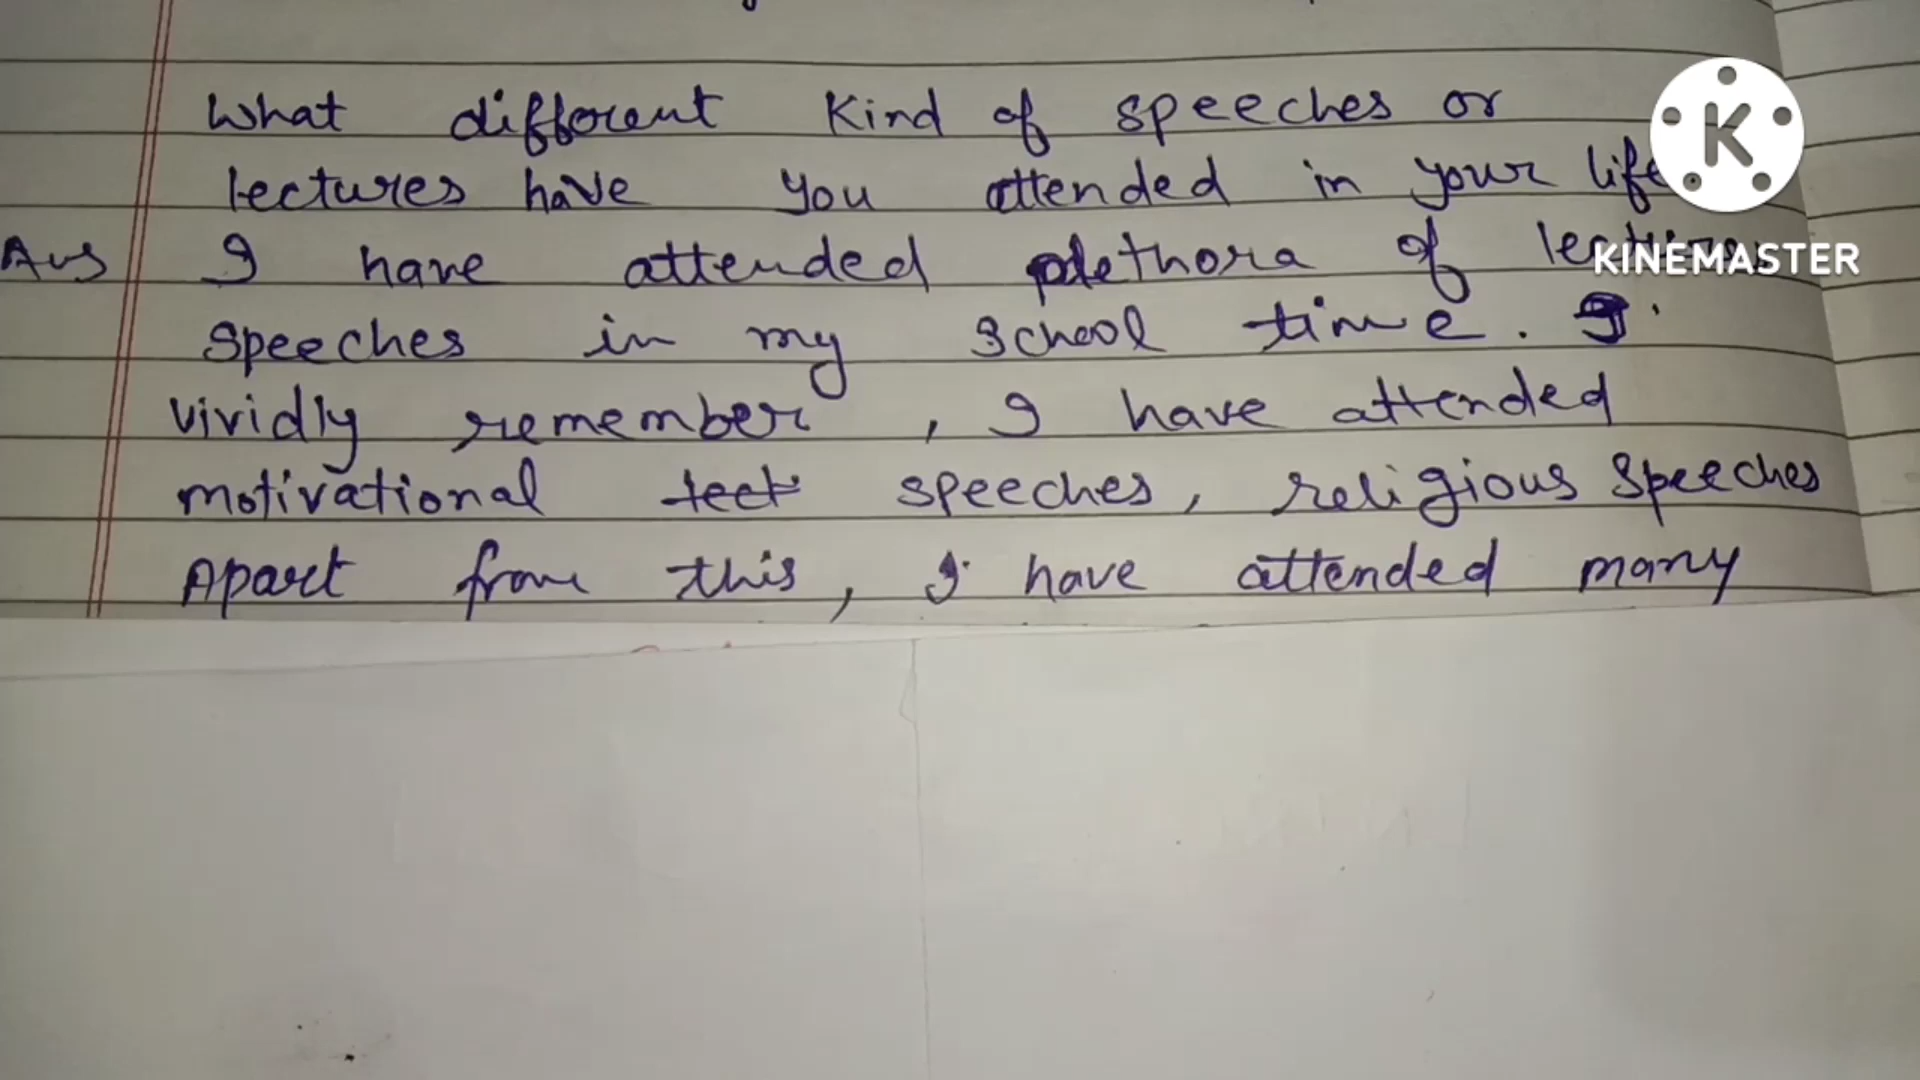 What different Kind of speeches or
lectures have you attended in your life
Ans I have attended plethora of
speeches in my school time. I
vividly remember, I have attended
motivational speeches, religious speeches
Apart from this, I have attended many
K
KINEMASTER